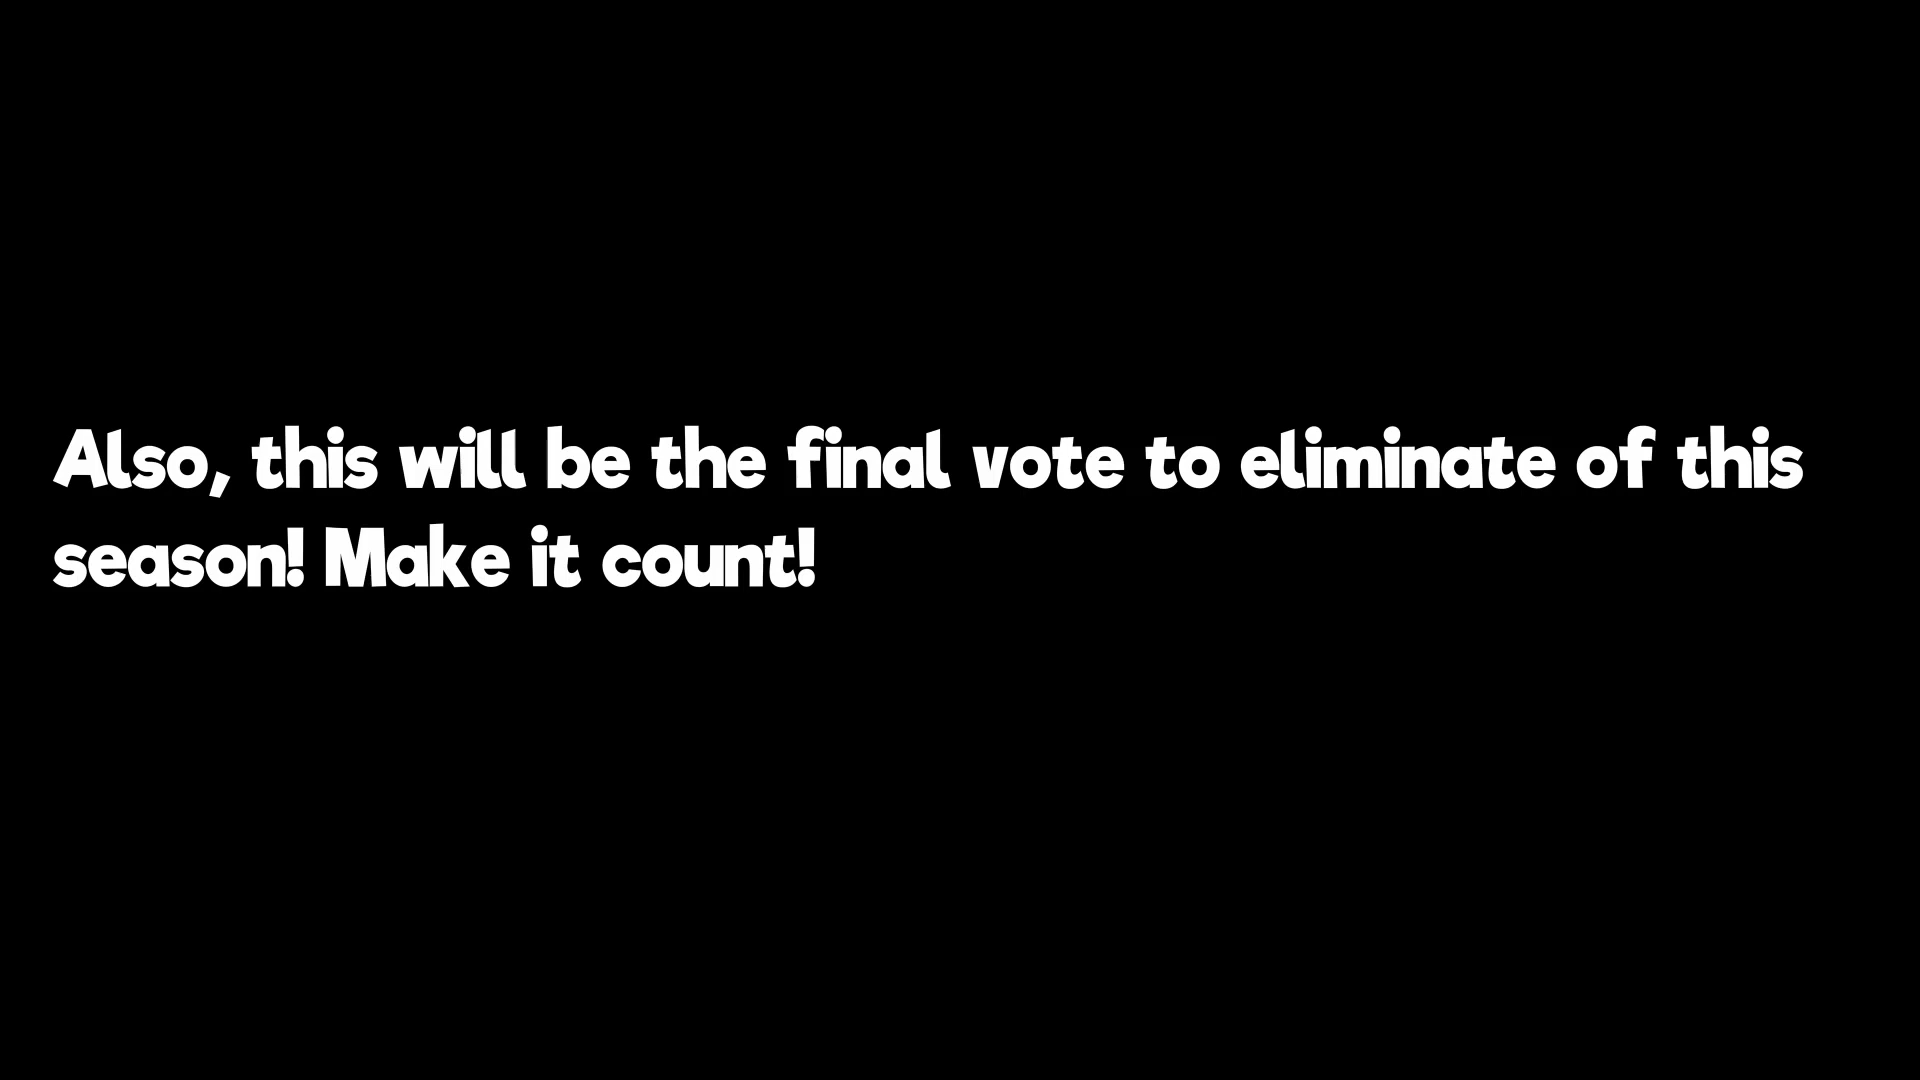 Also, this will be the final vote to eliminate of this
season! Make it count!